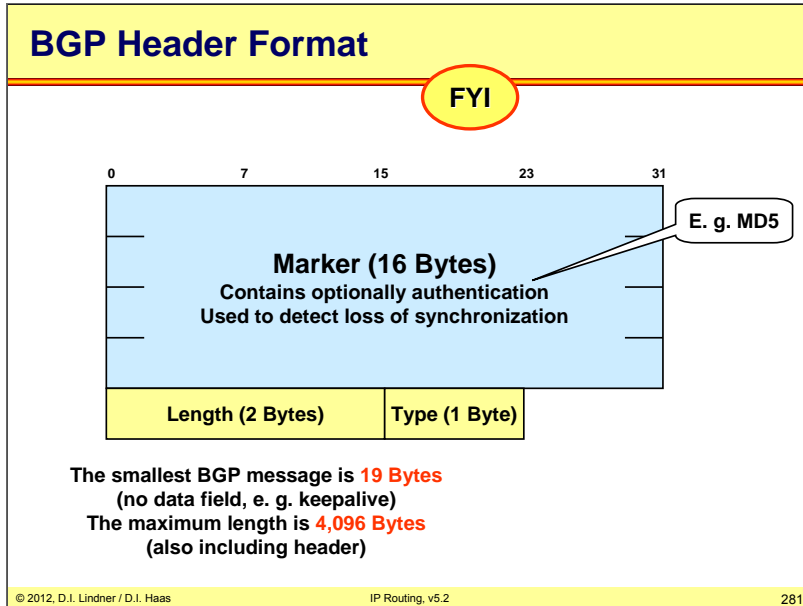 BGP Header Format
FYI
0 7 15 23 31
E. g. MD5
Marker (16 Bytes)
Contains optionally authentication
Used to detect loss of synchronization
Length (2 Bytes) Type (1 Byte)
The smallest BGP message is 19 Bytes
(no data field, e. g. keepalive)
The maximum length is 4,096 Bytes
(also including header)
© 2012, D.I. Lindner / D.I. Haas IP Routing, v5.2 281